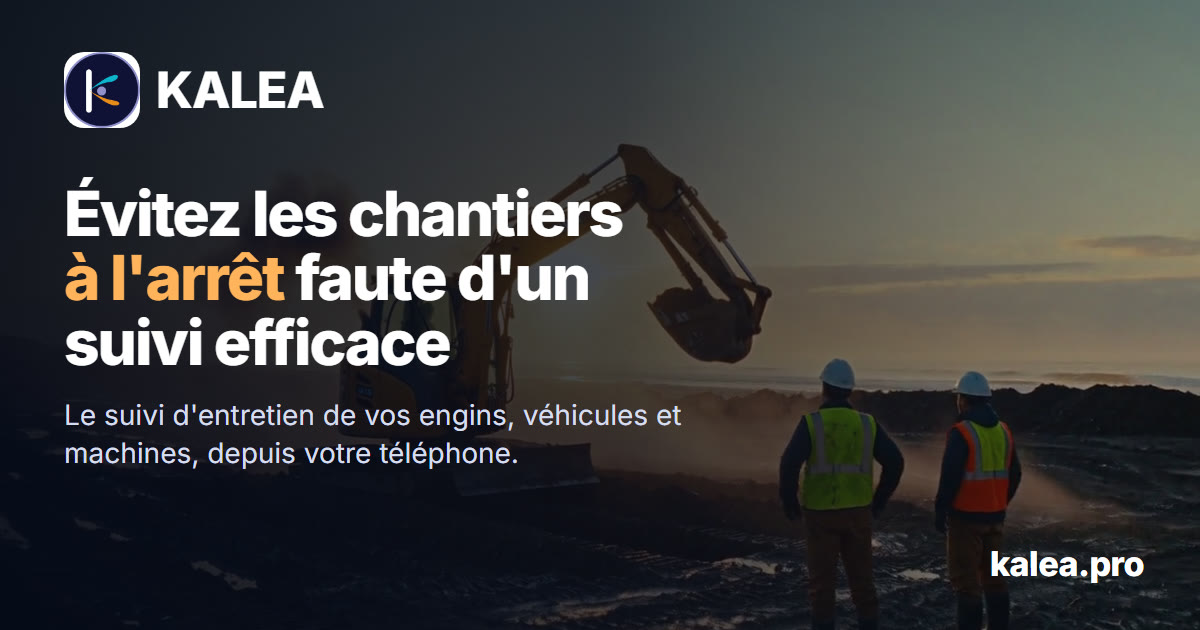 KALEA
Évitez les chantiers
à l'arrêt faute d'un
suivi efficace
Le suivi d'entretien de vos engins, véhicules et
machines, depuis votre téléphone.
kalea.pro